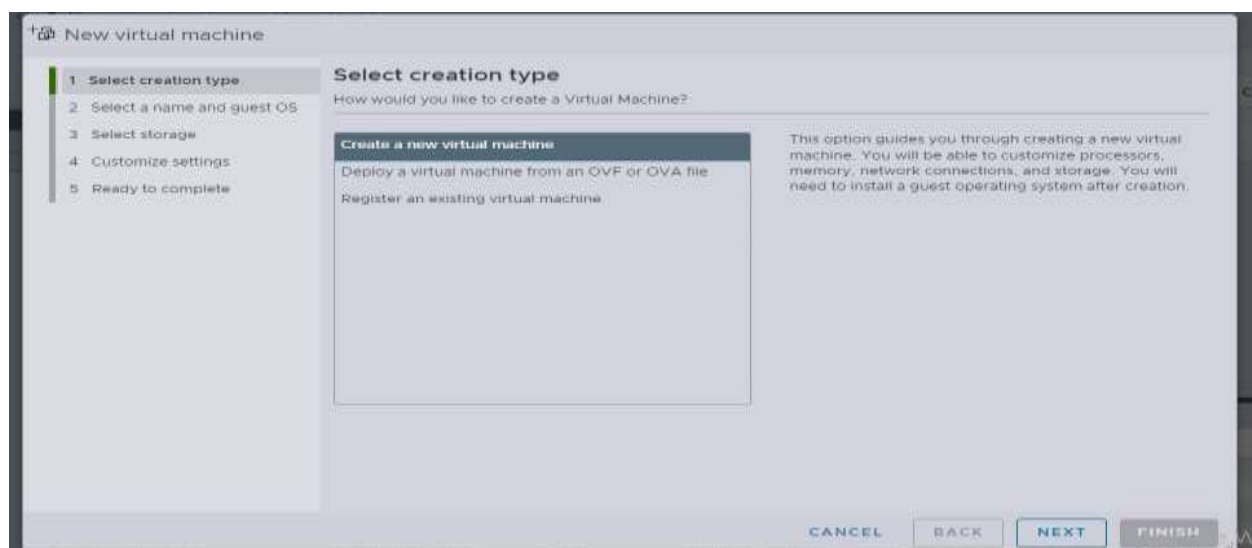 New virtual machine
1 Select creation type
2 Select a name and guest OS
3 Select storage
4 Customize settings
5 Ready to complete
Select creation type
How would you like to create a Virtual Machine?
Create a new virtual machine
Deploy a virtual machine from an OVF or OVA file
Register an existing virtual machine
This option guides you through creating a new virtual
machine. You will be able to customize processors,
memory, network connections, and storage. You will
need to install a guest operating system after creation.
CANCEL
BACK
NEXT
FINISH